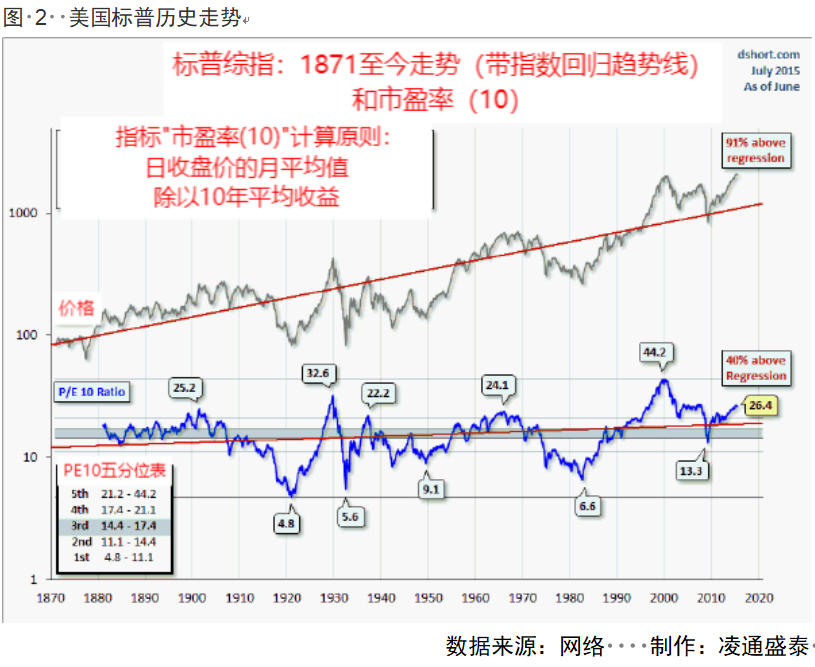 图·2··美国标普历史走势
标普综指：1871至今走势（带指数回归趋势线）
和市盈率（10）
dshort.com
July 2015
As of June
指标"市盈率(10)"计算原则：
日收盘价的月平均值
除以10年平均收益
91% above
regression
1000
价格
100
40% above
Regression
P/E 10 Ratio
25.2
32.6
22.2
24.1
44.2
26.4
10
PE10五分位表
5th 21.2 - 44.2
4th 17.4 - 21.1
3rd 14.4 - 17.4
2nd 11.1 - 14.4
1st 4.8 - 11.1
4.8
5.6
9.1
6.6
13.3
1
1870 1880 1890 1900 1910 1920 1930 1940 1950 1960 1970 1980 1990 2000 2010 2020
数据来源：网络····制作：凌通盛泰·